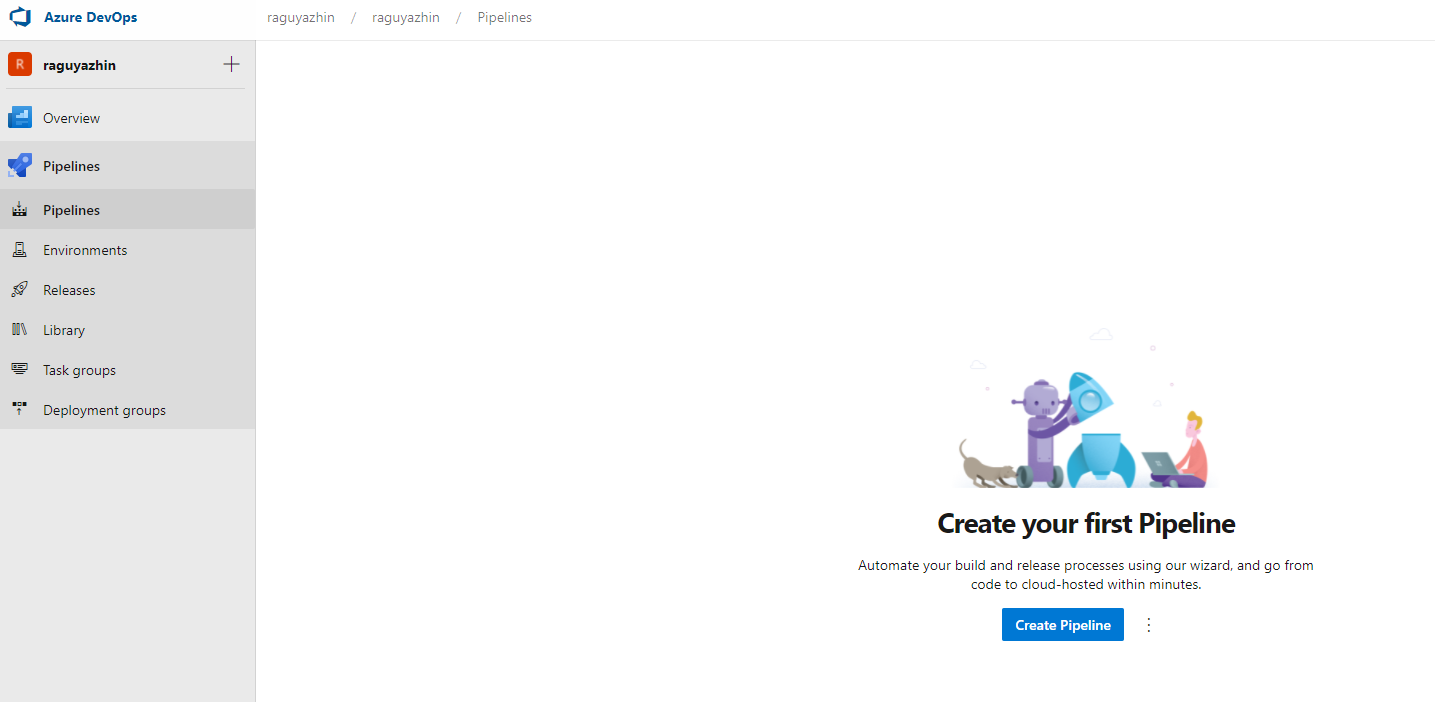 Azure DevOps
raguyazhin / raguyazhin / Pipelines
R raguyazhin
Overview
Pipelines
Pipelines
Environments
Releases
Library
Task groups
Deployment groups
Create your first Pipeline
Automate your build and release processes using our wizard, and go from
code to cloud-hosted within minutes.
Create Pipeline